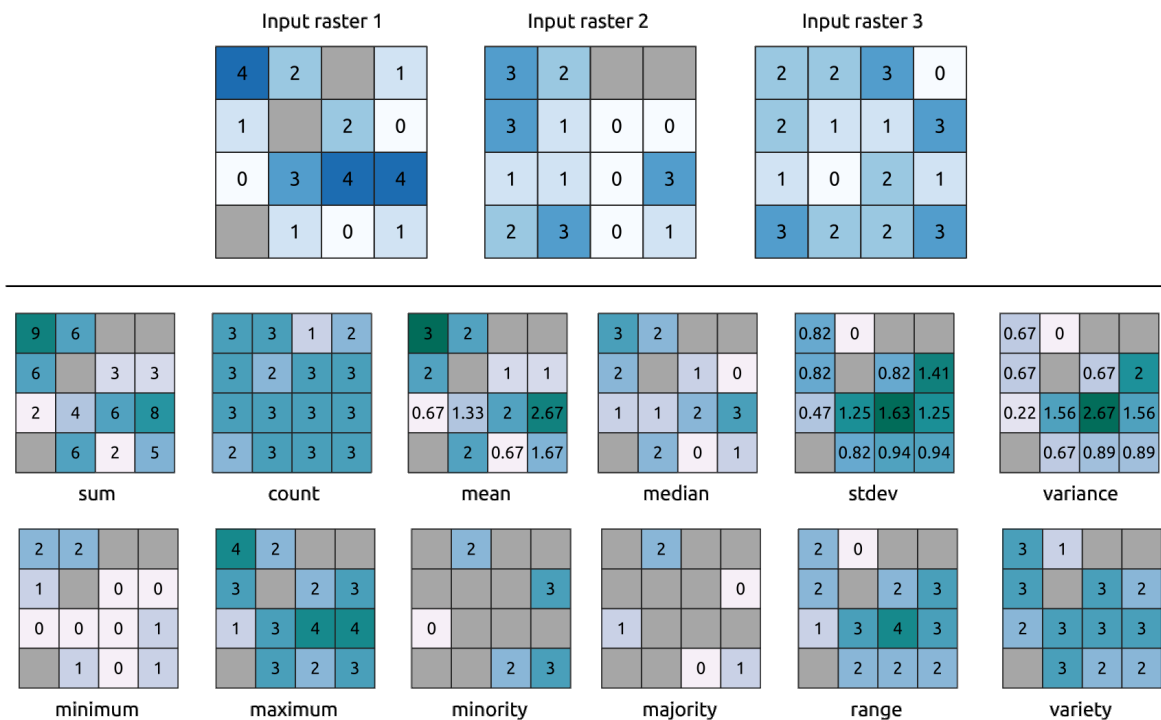 Input raster 1 Input raster 2 Input raster 3
4 2 1 3 2 2 2 3 0
1 2 0 3 1 0 0 2 1 1 3
0 3 4 4 1 1 0 3 1 0 2 1
1 0 1 2 3 0 1 3 2 2 3
9 6 3 3 1 2 3 2 3 2 0.82 0 0.67 0
6 3 3 3 2 3 3 2 1 1 2 1 0 0.82 0.82 1.41 0.67 0.67 2
2 4 6 8 3 3 3 3 0.67 1.33 2 2.67 1 1 2 3 0.47 1.25 1.63 1.25 0.22 1.56 2.67 1.56
6 2 5 2 3 3 3 2 0.67 1.67 2 0 1 0.82 0.94 0.94 0.67 0.89 0.89
sum count mean median stdev variance
2 2 4 2 2 2 2 0 3 1
1 0 0 3 2 3 3 0 2 2 3 3 3 2
0 0 0 1 1 3 4 4 0 1 1 3 4 3 2 3 3 3
1 0 1 3 2 3 2 3 0 1 2 2 2 3 2 2
minimum maximum minority majority range variety